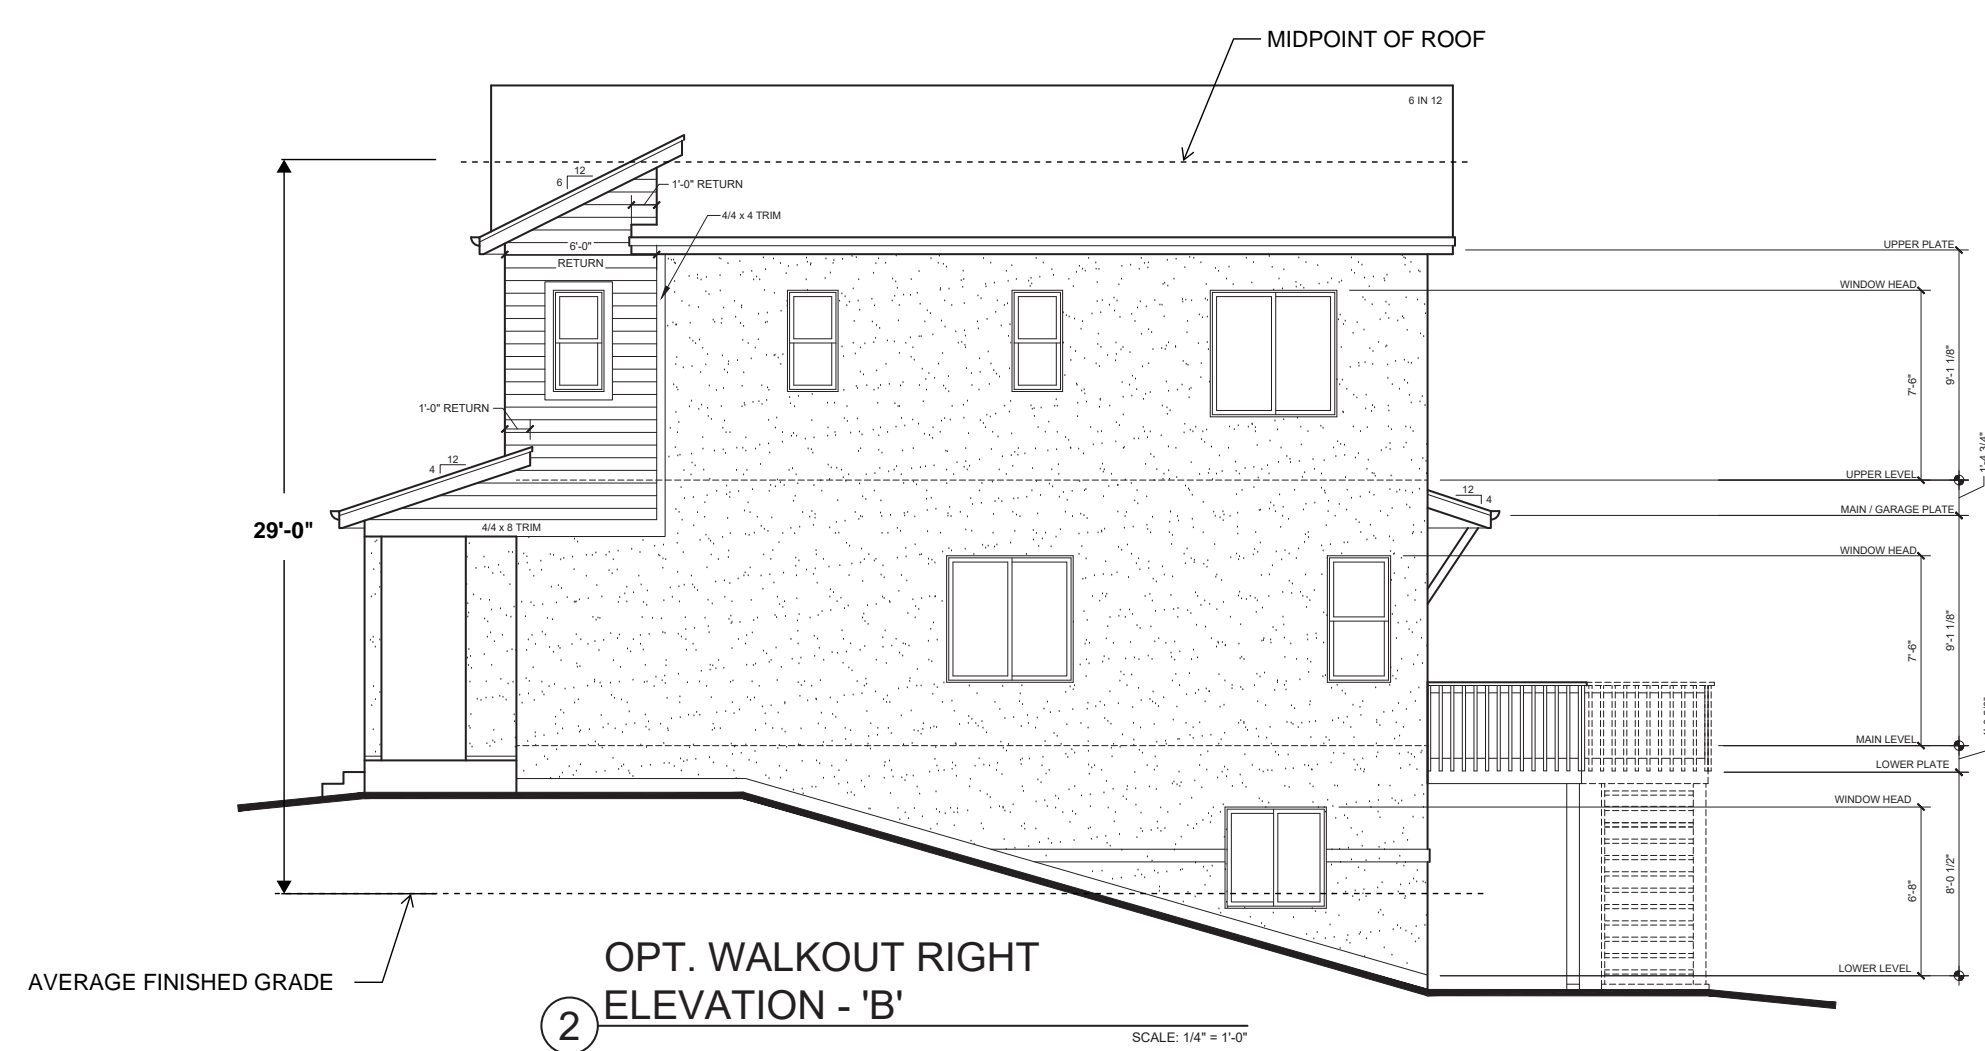 MIDPOINT OF ROOF
6 IN 12
12
6
1'-0" RETURN
4/4 x 4 TRIM
6'-0"
RETURN
UPPER PLATE
WINDOW HEAD
9'-1 1/8"
7'-6"
1'-0" RETURN
12
4
1'-4 3/4"
UPPER LEVEL
12
4
MAIN / GARAGE PLATE
29'-0"
4/4 x 8 TRIM
WINDOW HEAD
9'-1 1/8"
7'-6"
MAIN LEVEL
LOWER PLATE
WINDOW HEAD
8'-0 1/2"
6'-8"
LOWER LEVEL
AVERAGE FINISHED GRADE
OPT. WALKOUT RIGHT
ELEVATION - 'B'
2
SCALE: 1/4" = 1'-0"